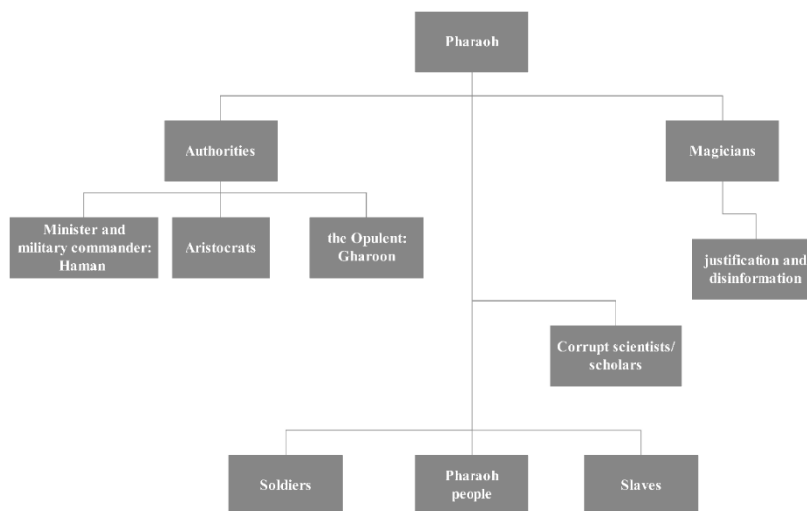 Pharaoh
Authorities
Magicians
Minister and
military commander:
Haman
Aristocrats
the Opulent:
Gharoon
justification and
disinformation
Corrupt scientists/
scholars
Soldiers
Pharaoh
people
Slaves